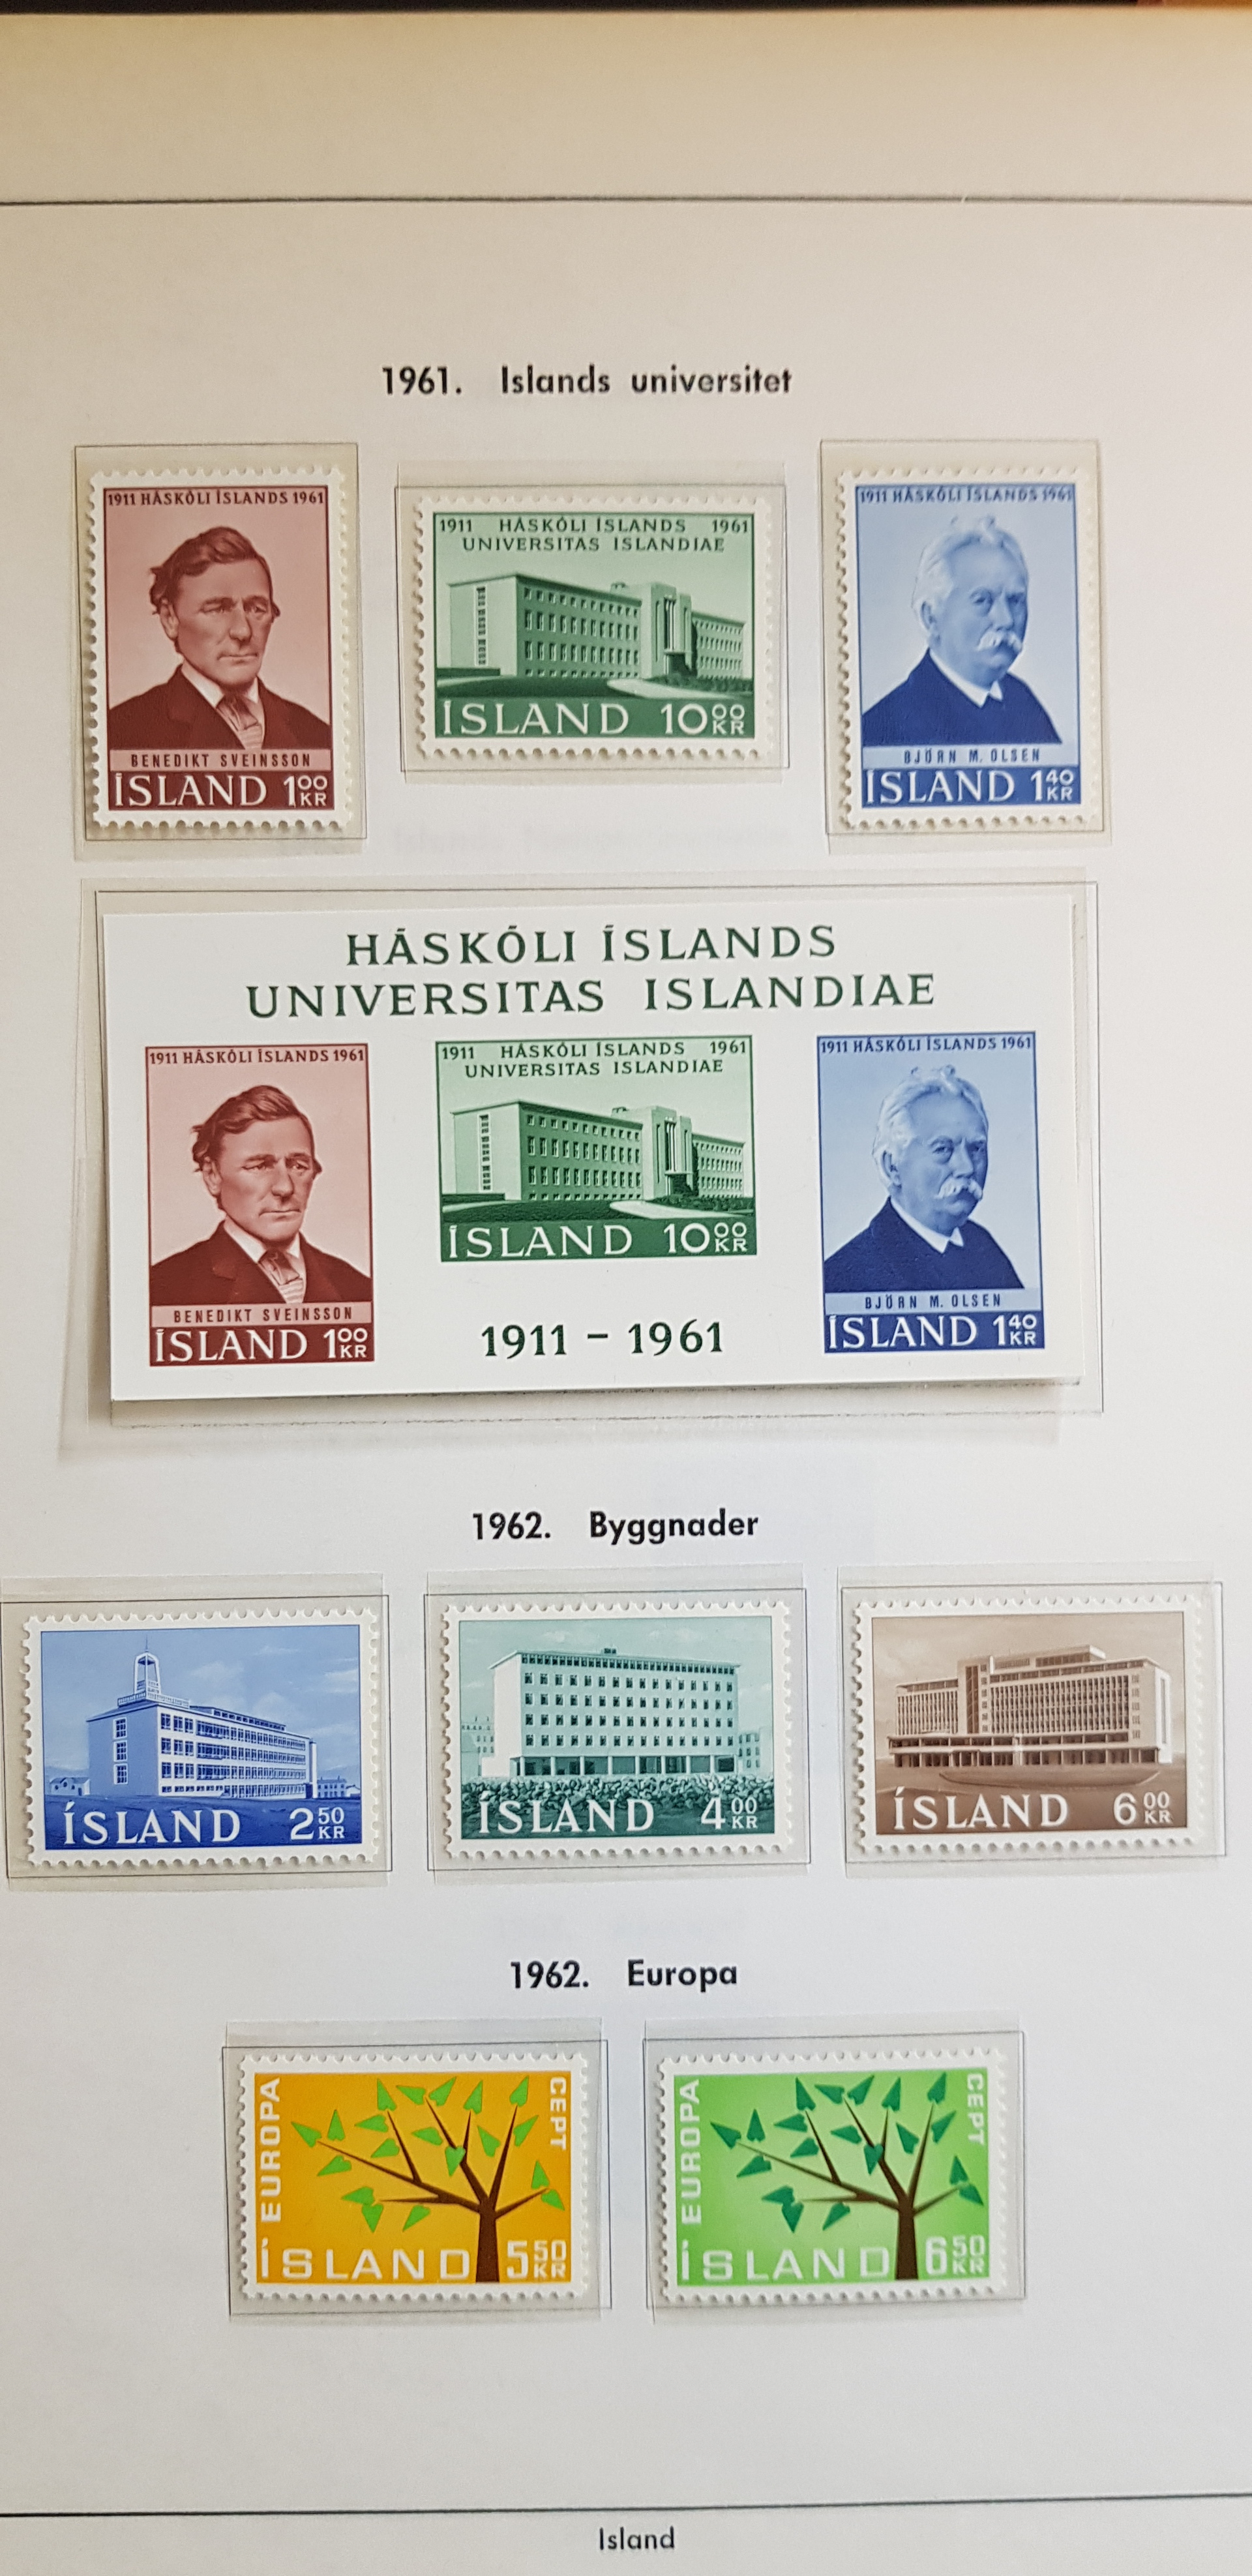 1961. Islands universitet
1911 HÁSKÓLI ÍSLANDS 1961
BENEDIKT SVEINSSON
ÍSLAND 1 00 KR
1911 HÁSKÓLI ÍSLANDS 1961
UNIVERSITAS ISLANDIAE
ÍSLAND 10 00 KR
1911 HÁSKÓLI ÍSLANDS 1961
BJÖRN M. OLSEN
ÍSLAND 1 40 KR
HÁSKÓLI ÍSLANDS
UNIVERSITAS ISLANDIAE
1911 HÁSKÓLI ÍSLANDS 1961
BENEDIKT SVEINSSON
ÍSLAND 1 00 KR
1911 HÁSKÓLI ÍSLANDS 1961
UNIVERSITAS ISLANDIAE
ÍSLAND 10 00 KR
1911 HÁSKÓLI ÍSLANDS 1961
BJÖRN M. OLSEN
ÍSLAND 1 40 KR
1911 – 1961
1962. Byggnader
ÍSLAND 2 50 KR
ÍSLAND 4 00 KR
ÍSLAND 6 00 KR
1962. Europa
EUROPA
CEPT
ÍSLAND 5 50 KR
EUROPA
CEPT
ÍSLAND 6 50 KR
Island